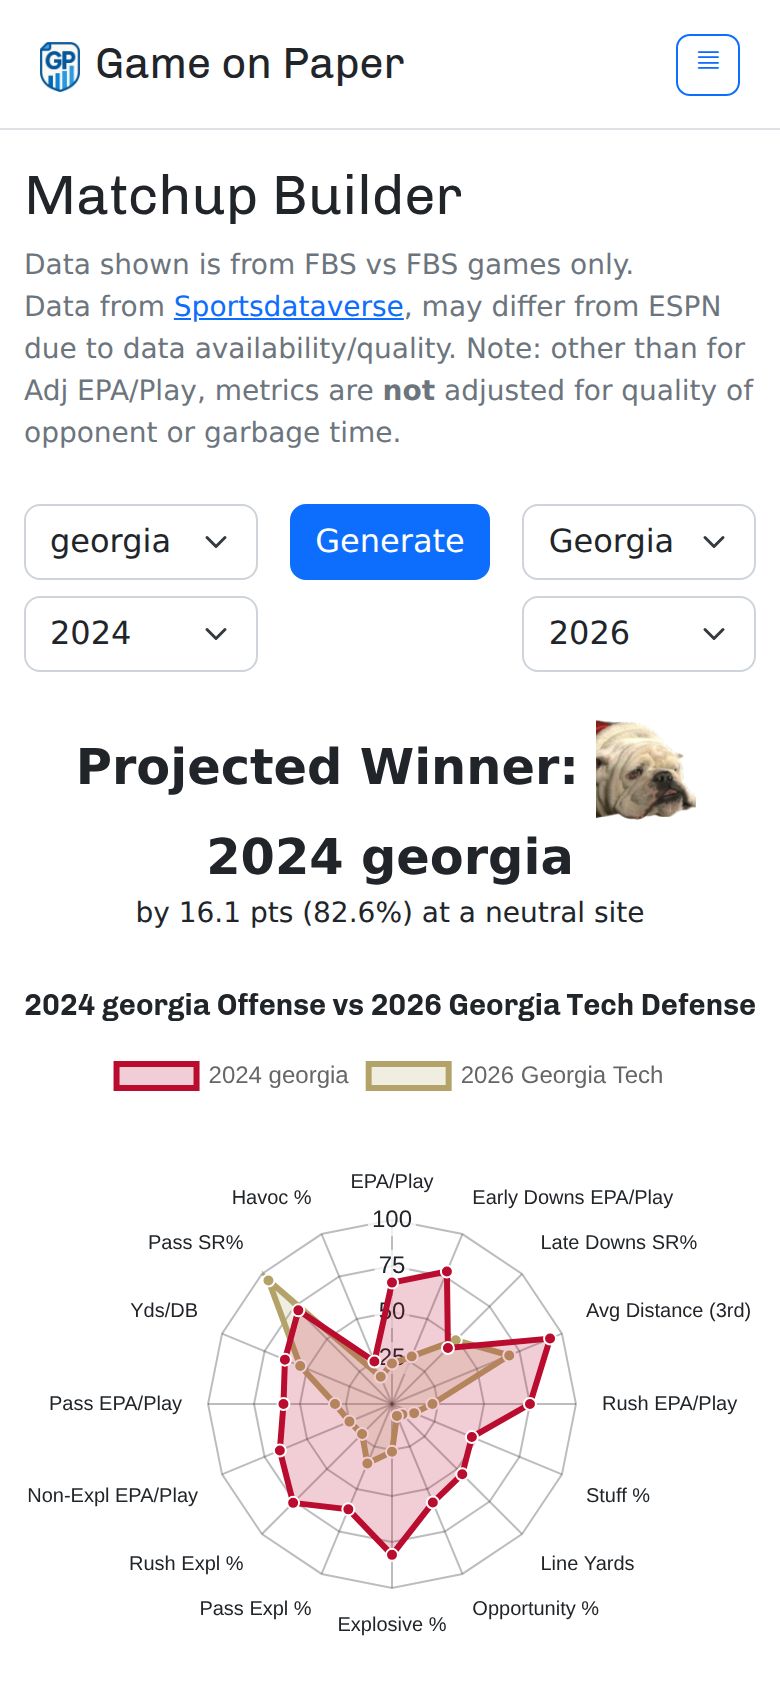 GP Game on Paper
Matchup Builder
Data shown is from FBS vs FBS games only.
Data from Sportsdataverse, may differ from ESPN
due to data availability/quality. Note: other than for
Adj EPA/Play, metrics are not adjusted for quality of
opponent or garbage time.
georgia Generate Georgia
2024 2026
Projected Winner:
2024 georgia
by 16.1 pts (82.6%) at a neutral site
2024 georgia Offense vs 2026 Georgia Tech Defense
2024 georgia 2026 Georgia Tech
EPA/Play
Havoc % Early Downs EPA/Play
100
Pass SR% Late Downs SR%
75
Yds/DB 50 Avg Distance (3rd)
25
Pass EPA/Play Rush EPA/Play
Non-Expl EPA/Play Stuff %
Rush Expl % Line Yards
Pass Expl % Opportunity %
Explosive %